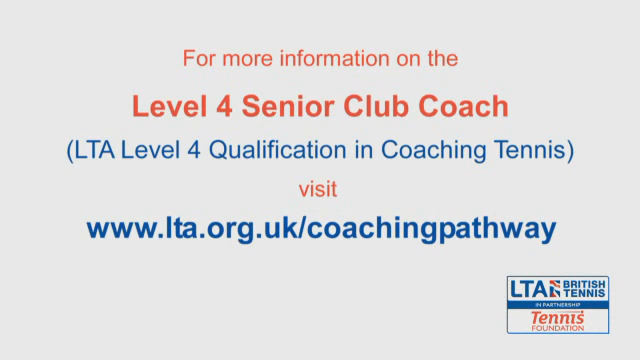 For more information on the
Level 4 Senior Club Coach
(LTA Level 4 Qualification in Coaching Tennis)
visit
www.lta.org.uk/coachingpathway
LTA BRITISH TENNIS
IN PARTNERSHIP
Tennis
FOUNDATION